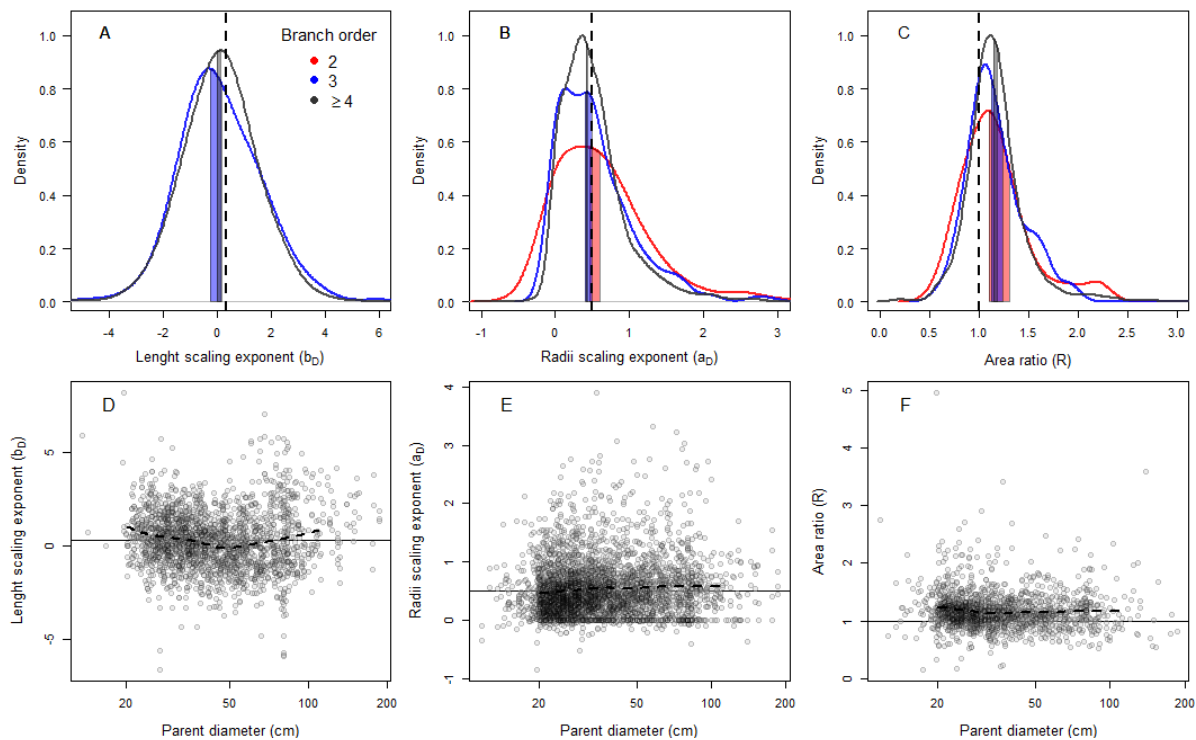 A
Branch order
2
3
≥ 4
Density
0.0 0.2 0.4 0.6 0.8 1.0
-4 -2 0 2 4 6
Lenght scaling exponent (bD)
B
Density
0.0 0.2 0.4 0.6 0.8 1.0
-1 0 1 2 3
Radii scaling exponent (aD)
C
Density
0.0 0.2 0.4 0.6 0.8 1.0
0.0 0.5 1.0 1.5 2.0 2.5 3.0
Area ratio (R)
D
Lenght scaling exponent (bD)
-5 0 5
20 50 100
Parent diameter (cm)
E
Radii scaling exponent (aD)
-1 0 1 2 3 4
20 50 100 200
Parent diameter (cm)
F
Area ratio (R)
0 1 2 3 4 5
20 50 100 200
Parent diameter (cm)